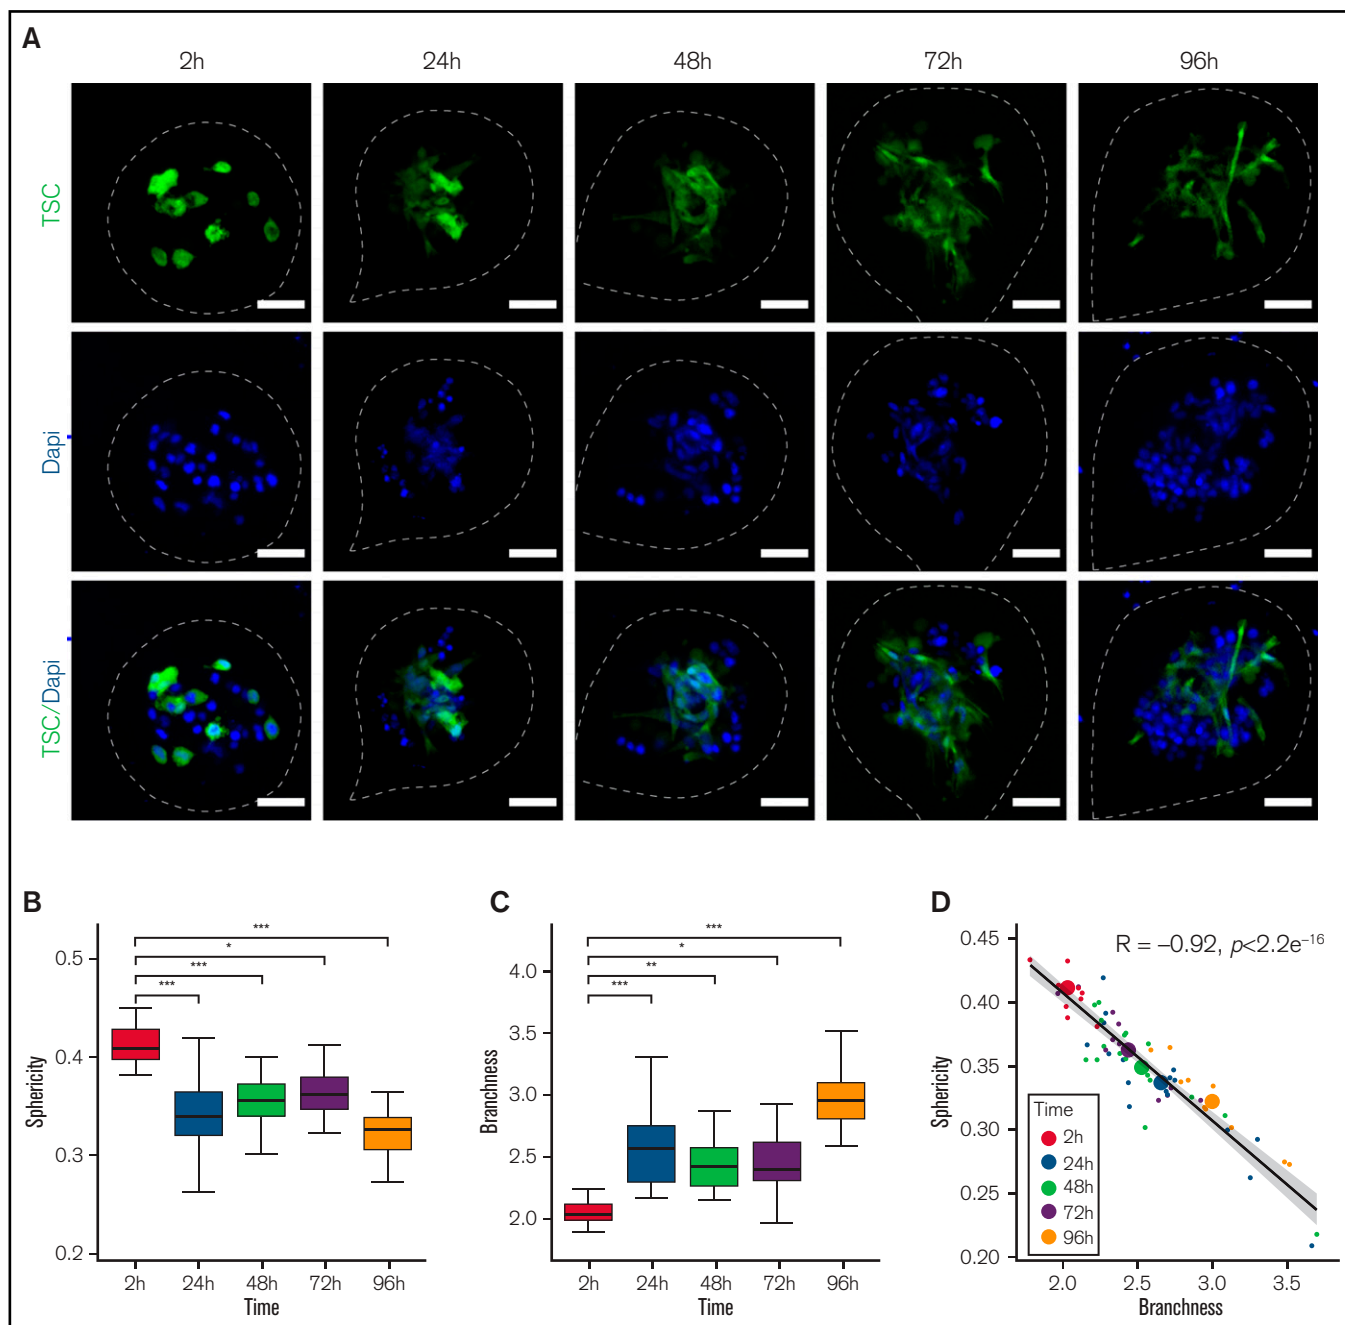 A
2h 24h 48h 72h 96h
TSC
Dapi
TSC/Dapi
B
***
*
***
***
0.5
0.4
0.3
0.2
Sphericity
2h 24h 48h 72h 96h
Time
C
***
*
**
***
4.0
3.5
3.0
2.5
2.0
Branchness
2h 24h 48h 72h 96h
Time
D
R = −0.92, p<2.2e−16
0.45
0.40
0.35
0.30
0.25
0.20
Sphericity
Time
2h
24h
48h
72h
96h
2.0 2.5 3.0 3.5
Branchness